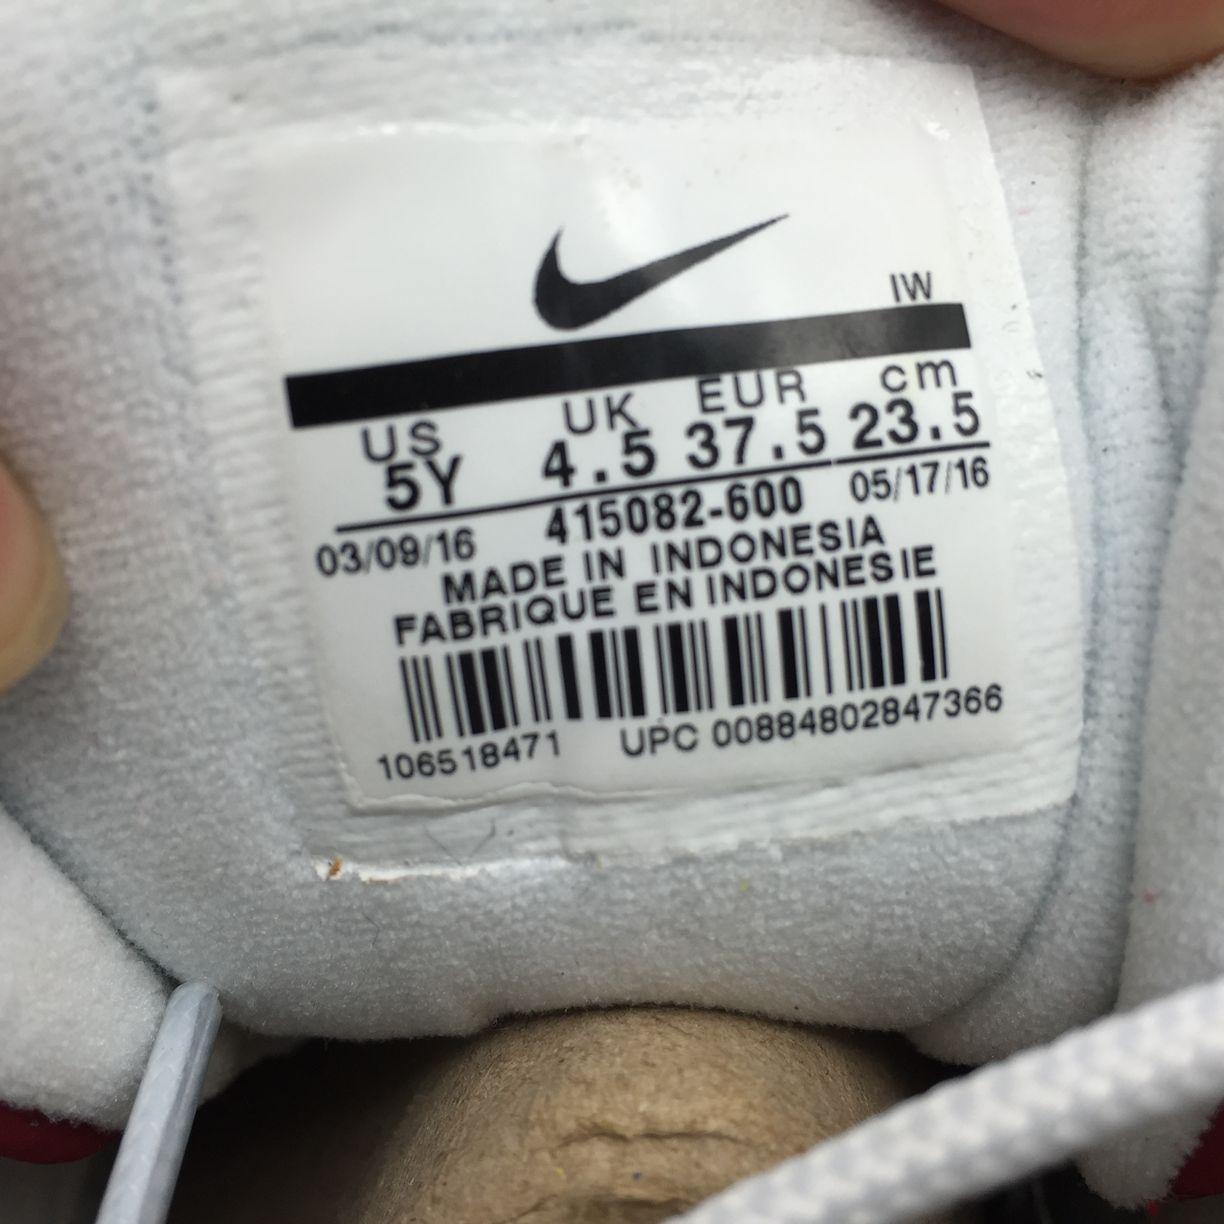 IW
US UK EUR cm
5Y 4.5 37.5 23.5
03/09/16 415082-600 05/17/16
MADE IN INDONESIA
FABRIQUE EN INDONESIE
106518471 UPC 00884802847366